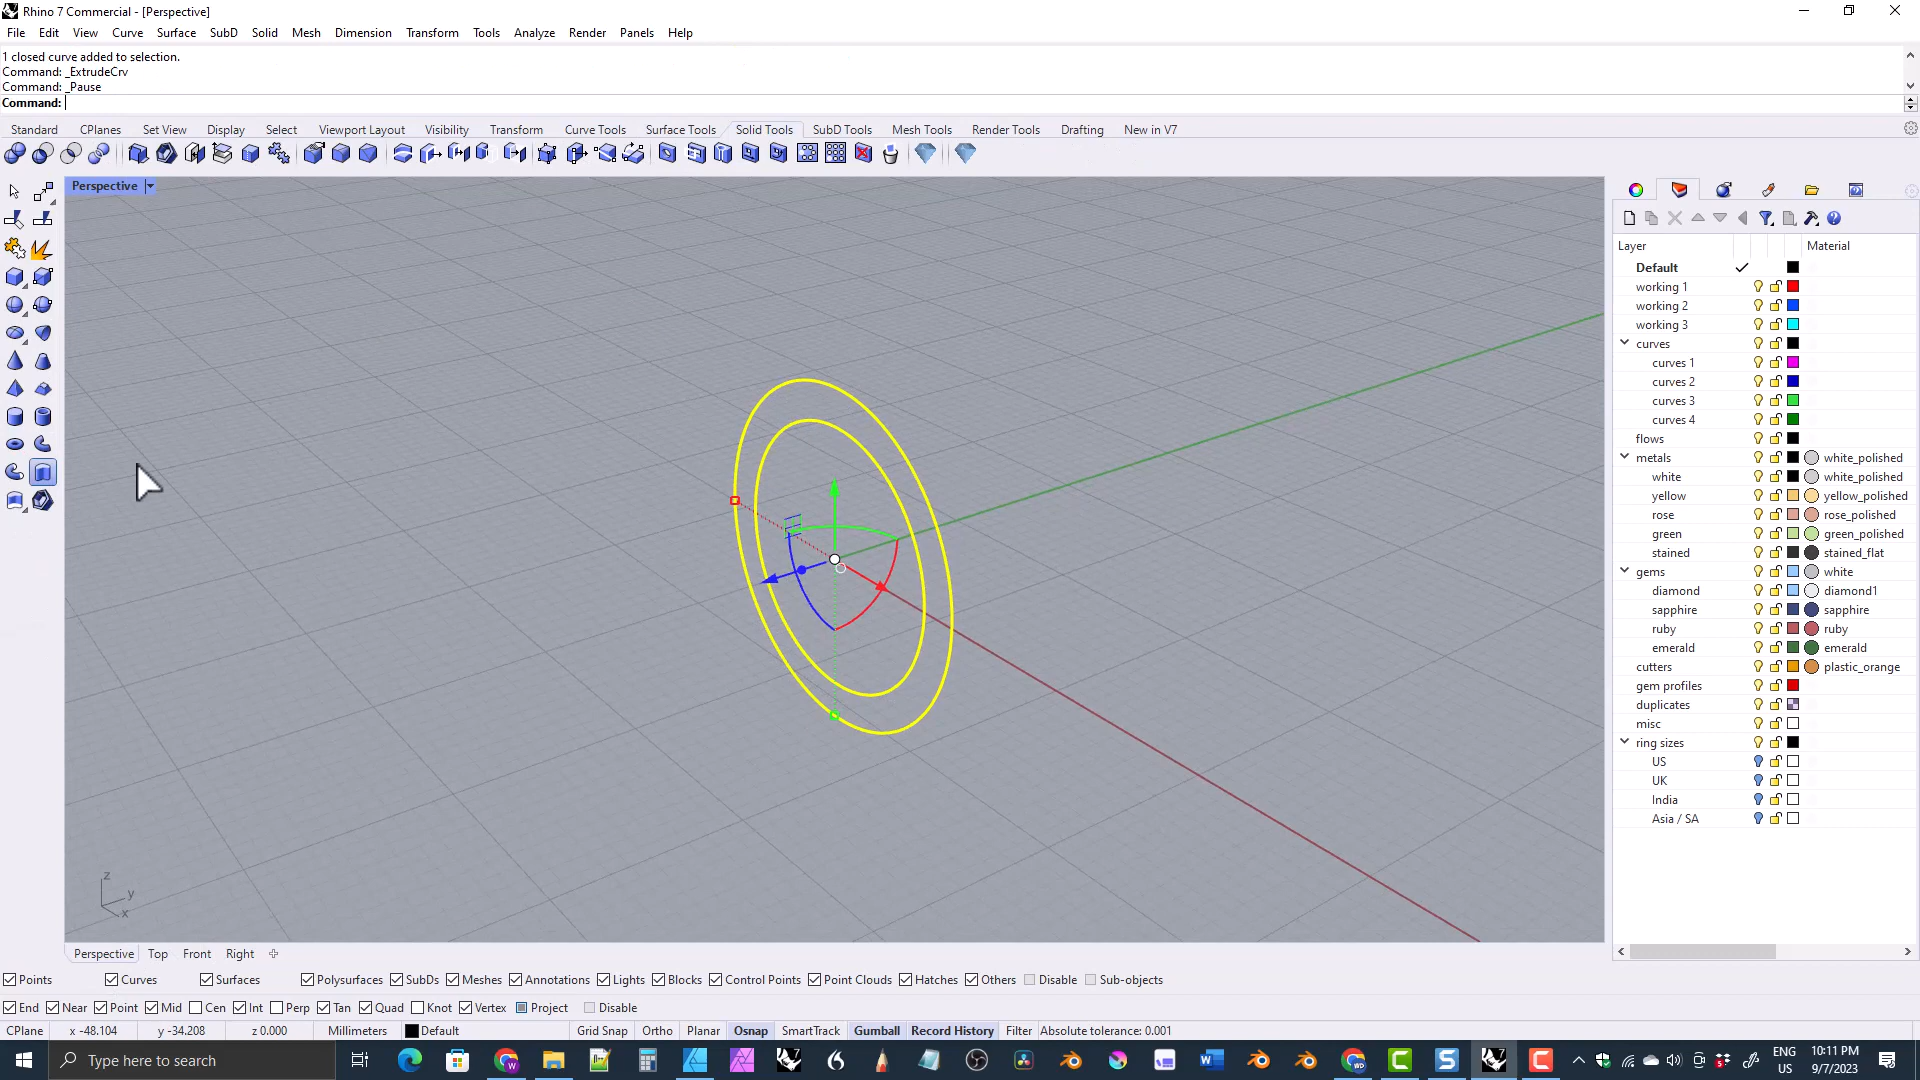 Rhino 7 Commercial - [Perspective]
File Edit View Curve Surface SubD Solid Mesh Dimension Transform Tools Analyze Render Panels Help
1 closed curve added to selection.
Command: _ExtrudeCrv
Command: _Pause
Command:
Standard CPlanes Set View Display Select Viewport Layout Visibility Transform Curve Tools Surface Tools Solid Tools SubD Tools Mesh Tools Render Tools Drafting New in V7
Perspective
Layer Material
Default
working 1
working 2
working 3
curves
curves 1
curves 2
curves 3
curves 4
flows
metals white_polished
white white_polished
yellow yellow_polished
rose rose_polished
green green_polished
stained stained_flat
gems white
diamond diamond1
sapphire sapphire
ruby ruby
emerald emerald
cutters plastic_orange
gem profiles
duplicates
misc
ring sizes
US
UK
India
Asia / SA
z
y
x
Perspective Top Front Right
Points Curves Surfaces Polysurfaces SubDs Meshes Annotations Lights Blocks Control Points Point Clouds Hatches Others Disable Sub-objects
End Near Point Mid Cen Int Perp Tan Quad Knot Vertex Project Disable
CPlane x -48.104 y -34.208 z 0.000 Millimeters Default Grid Snap Ortho Planar Osnap SmartTrack Gumball Record History Filter Absolute tolerance: 0.001
Type here to search
ENG
US
10:11 PM
9/7/2023